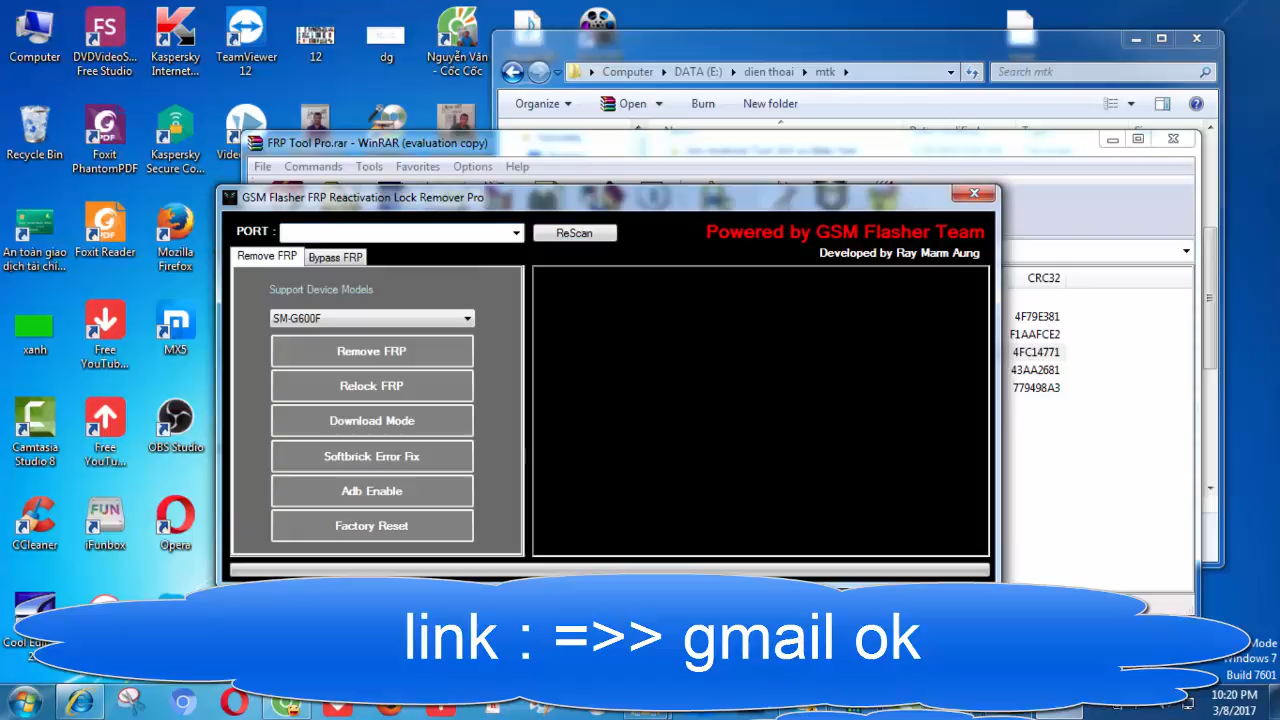 Computer
DVDVideoS...
Free Studio
Kaspersky
Internet...
TeamViewer
12
12
dg
Nguyễn Văn
- Cốc Cốc
Computer
DATA (E:)
dien thoai
mtk
Search mtk
Organize
Open
Burn
New folder
Recycle Bin
Foxit
PhantomPDF
Kaspersky
Secure Co...
FRP Tool Pro.rar - WinRAR (evaluation copy)
File
Commands
Tools
Favorites
Options
Help
GSM Flasher FRP Reactivation Lock Remover Pro
PORT :
ReScan
Powered by GSM Flasher Team
Developed by Ray Marm Aung
Remove FRP
Bypass FRP
Support Device Models
SM-G600F
Remove FRP
Relock FRP
Download Mode
Softbrick Error Fix
Adb Enable
Factory Reset
CRC32
4F79E381
F1AAFCE2
4FC14771
43AA2681
779498A3
An toàn giao
dịch tài chí...
Foxit Reader
Mozilla
Firefox
xanh
Free
YouTub...
MX5
Camtasia
Studio 8
Free
YouTu...
OBS Studio
CCleaner
iFunbox
Opera
link : =>> gmail ok
Mode
Windows 7
Build 7601
10:20 PM
3/8/2017